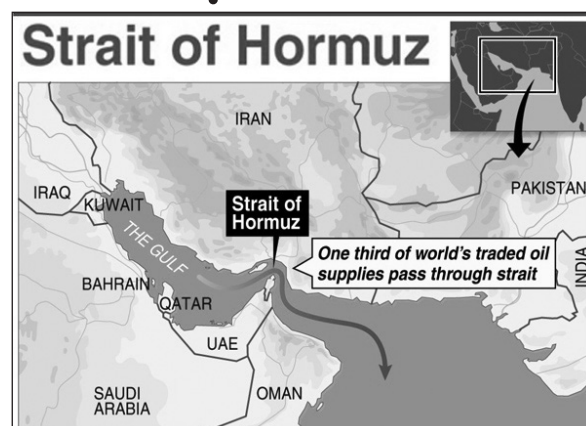 Strait of Hormuz
IRAN
PAKISTAN
IRAQ
KUWAIT
Strait of
Hormuz
THE GULF
One third of world's traded oil
supplies pass through strait
INDIA
BAHRAIN
QATAR
UAE
SAUDI
ARABIA
OMAN